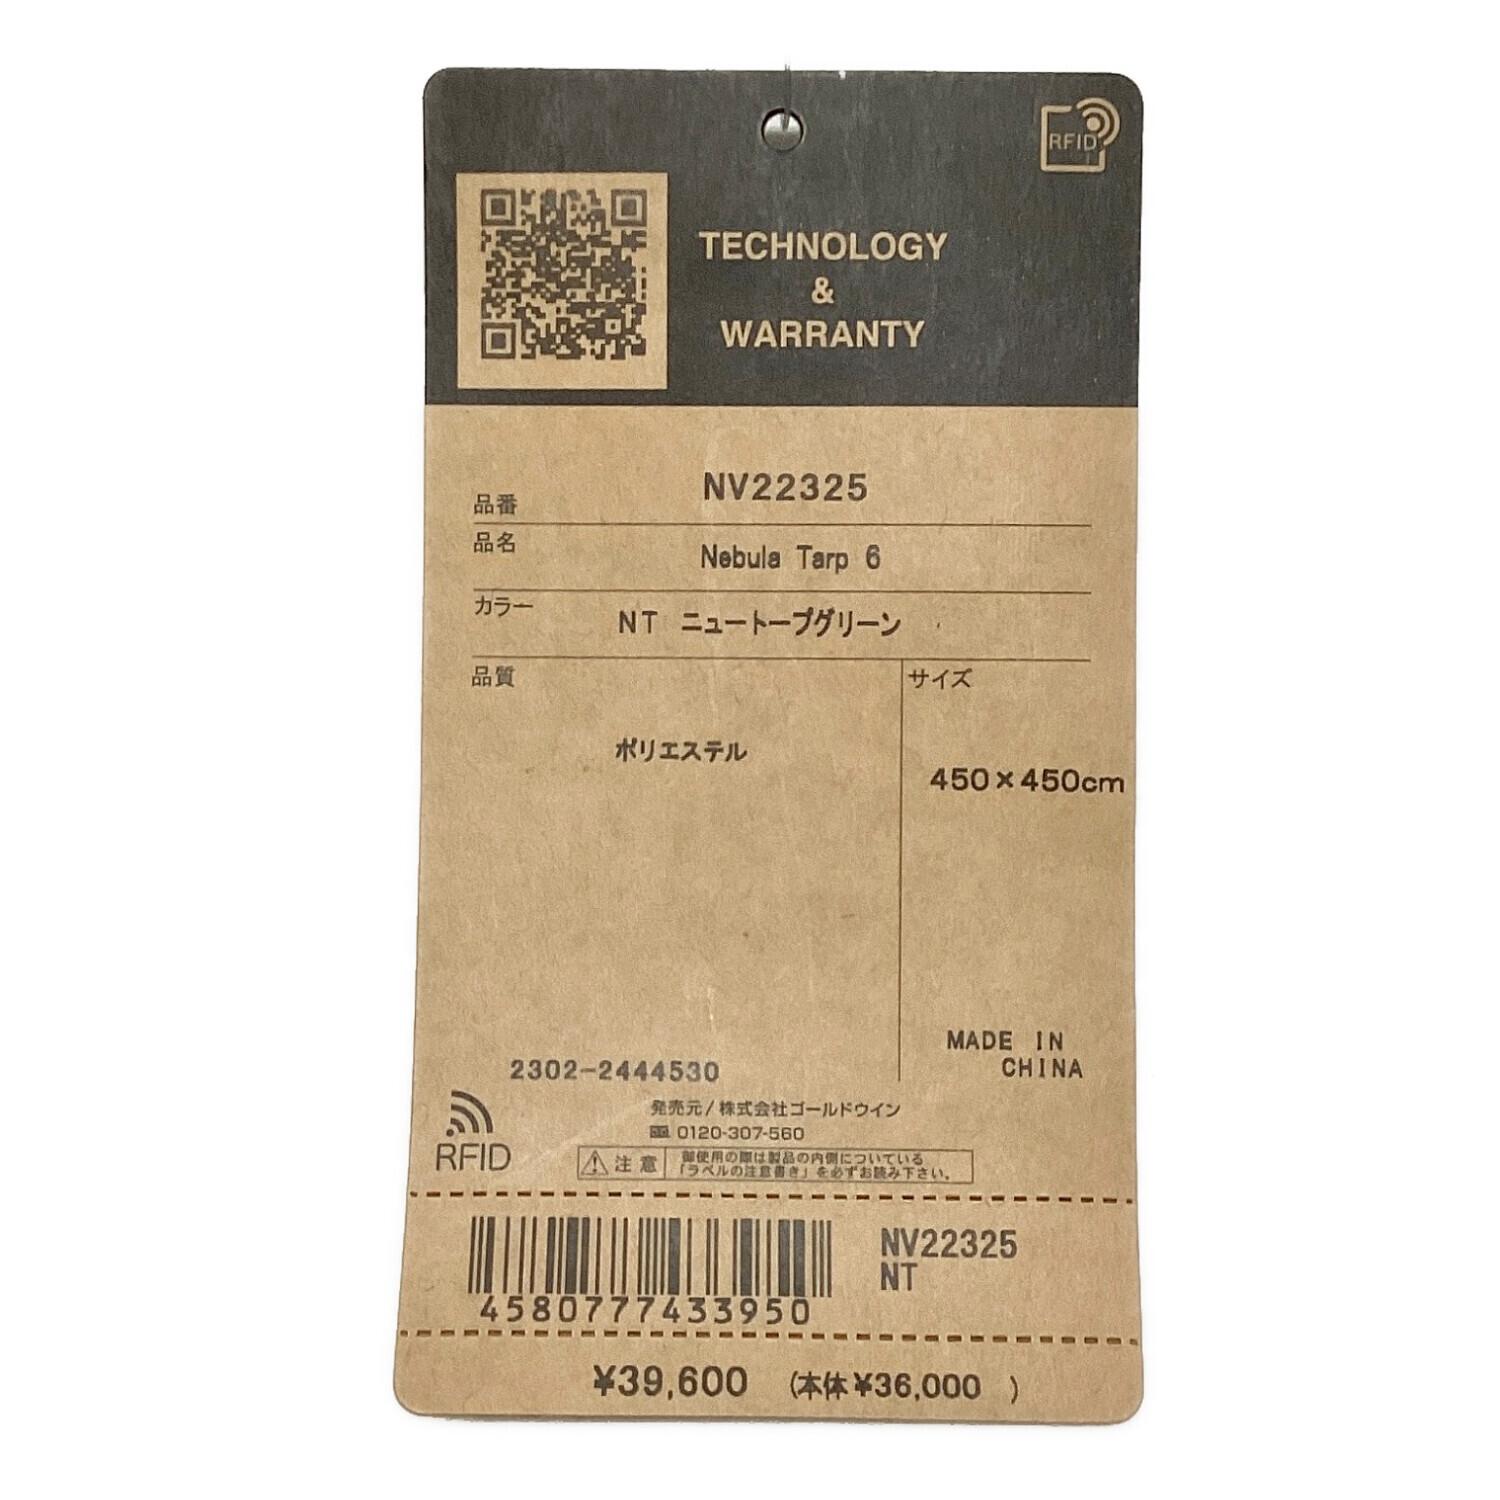 RFID
TECHNOLOGY
&
WARRANTY
品番 NV22325
品名 Nebula Tarp 6
カラー NT ニュートープグリーン
品質
ポリエステル
サイズ
450×450cm
MADE IN
CHINA
2302-2444530
発売元/株式会社ゴールドウイン
0120-307-560
RFID
注意
御使用の際は製品の内側についている
「ラベルの注意書き」を必ずお読み下さい。
4580777433950
NV22325
NT
¥39,600 (本体¥36,000 )